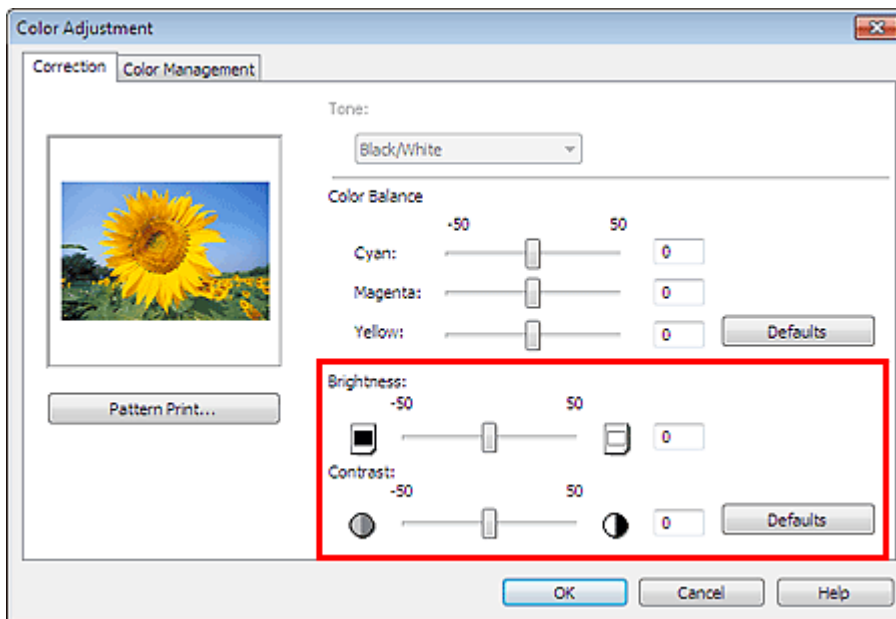 Color Adjustment
Correction
Color Management
Tone:
Black/White
Color Balance
-50 50
Cyan: 0
Magenta: 0
Yellow: 0 Defaults
Pattern Print...
Brightness:
-50 50
0
Contrast:
-50 50
0 Defaults
OK Cancel Help